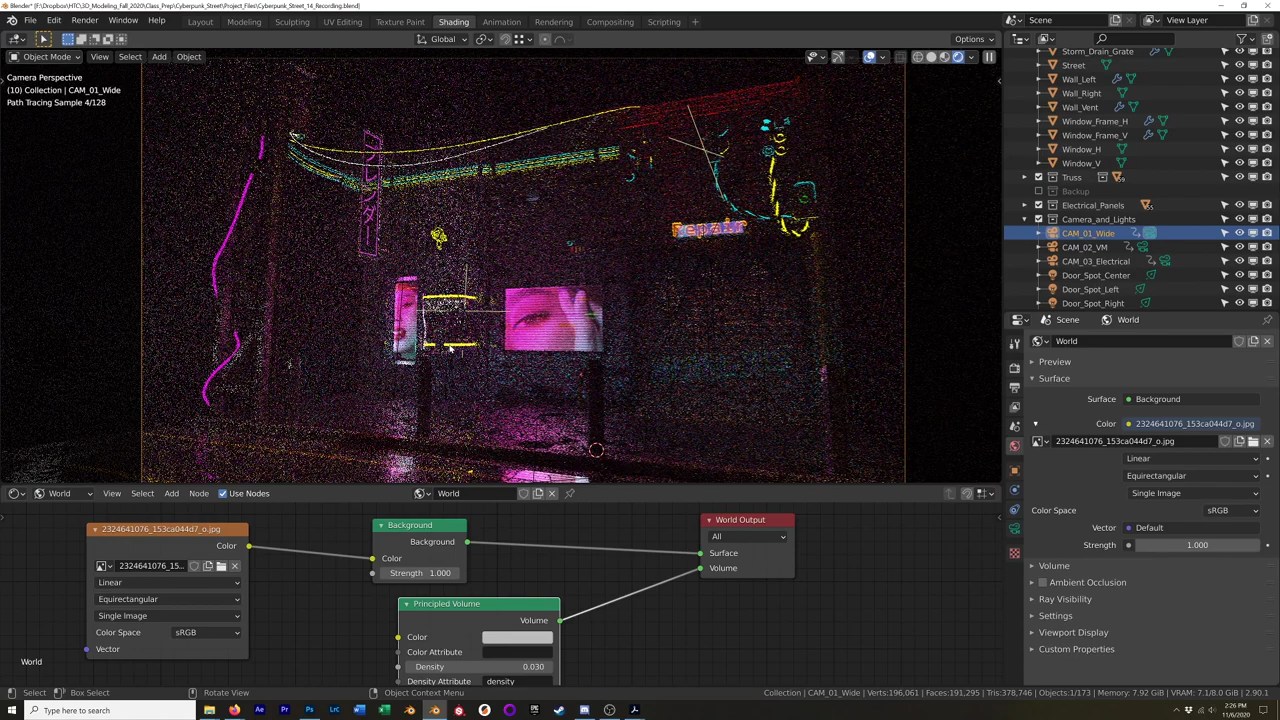 Blender* [F:\Dropbox\HTC\3D_Modeling_Fall_2020\Class_Prep\Cyberpunk_Street\Project_Files\Cyberpunk_Street_14_Recording.blend]
File Edit Render Window Help Layout Modeling Sculpting UV Editing Texture Paint Shading Animation Rendering Compositing Scripting + Scene View Layer
Global Options
Object Mode View Select Add Object
Camera Perspective
(10) Collection | CAM_01_Wide
Path Tracing Sample 4/128
Repair
Storm_Drain_Grate
Street
Wall_Left
Wall_Right
Wall_Vent
Window_Frame_H
Window_Frame_V
Window_H
Window_V
Truss
Backup
Electrical_Panels
Camera_and_Lights
CAM_01_Wide
CAM_02_VM
CAM_03_Electrical
Door_Spot_Center
Door_Spot_Left
Door_Spot_Right
Scene World
World
Preview
Surface
Surface Background
Color 2324641076_153ca044d7_o.jpg
2324641076_153ca044d7_o.jpg
Linear
Equirectangular
Single Image
Color Space sRGB
Vector Default
Strength 1.000
Volume
Ambient Occlusion
Ray Visibility
Settings
Viewport Display
Custom Properties
World View Select Add Node Use Nodes World
2324641076_153ca044d7_o.jpg
Color
2324641076_15...
Linear
Equirectangular
Single Image
Color Space sRGB
Vector
Background
Background
Color
Strength 1.000
World Output
All
Surface
Volume
Principled Volume
Volume
Color
Color Attribute
Density 0.030
Density Attribute density
World
Select Box Select Rotate View Object Context Menu
Collection | CAM_01_Wide | Verts:196,061 | Faces:191,295 | Tris:378,746 | Objects:1/173 | Memory: 7.92 GiB | VRAM: 7.1/8.0 GiB | 2.90.1
Type here to search
2:26 PM
11/6/2020